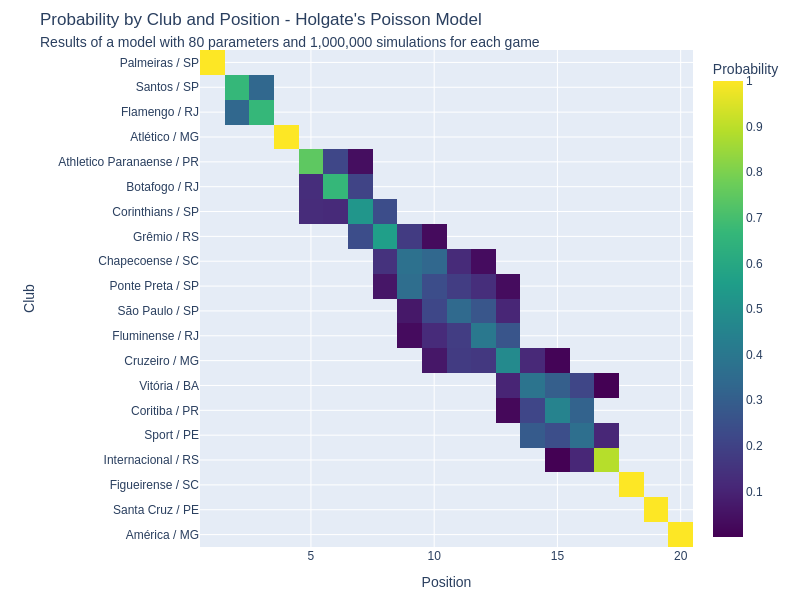 Probability by Club and Position - Holgate's Poisson Model
Results of a model with 80 parameters and 1,000,000 simulations for each game
Probability
Palmeiras / SP
Santos / SP
Flamengo / RJ
Atlético / MG
Athletico Paranaense / PR
Botafogo / RJ
Corinthians / SP
Grêmio / RS
Chapecoense / SC
Ponte Preta / SP
São Paulo / SP
Fluminense / RJ
Cruzeiro / MG
Vitória / BA
Coritiba / PR
Sport / PE
Internacional / RS
Figueirense / SC
Santa Cruz / PE
América / MG
Club
5
10
15
20
Position
1
0.9
0.8
0.7
0.6
0.5
0.4
0.3
0.2
0.1